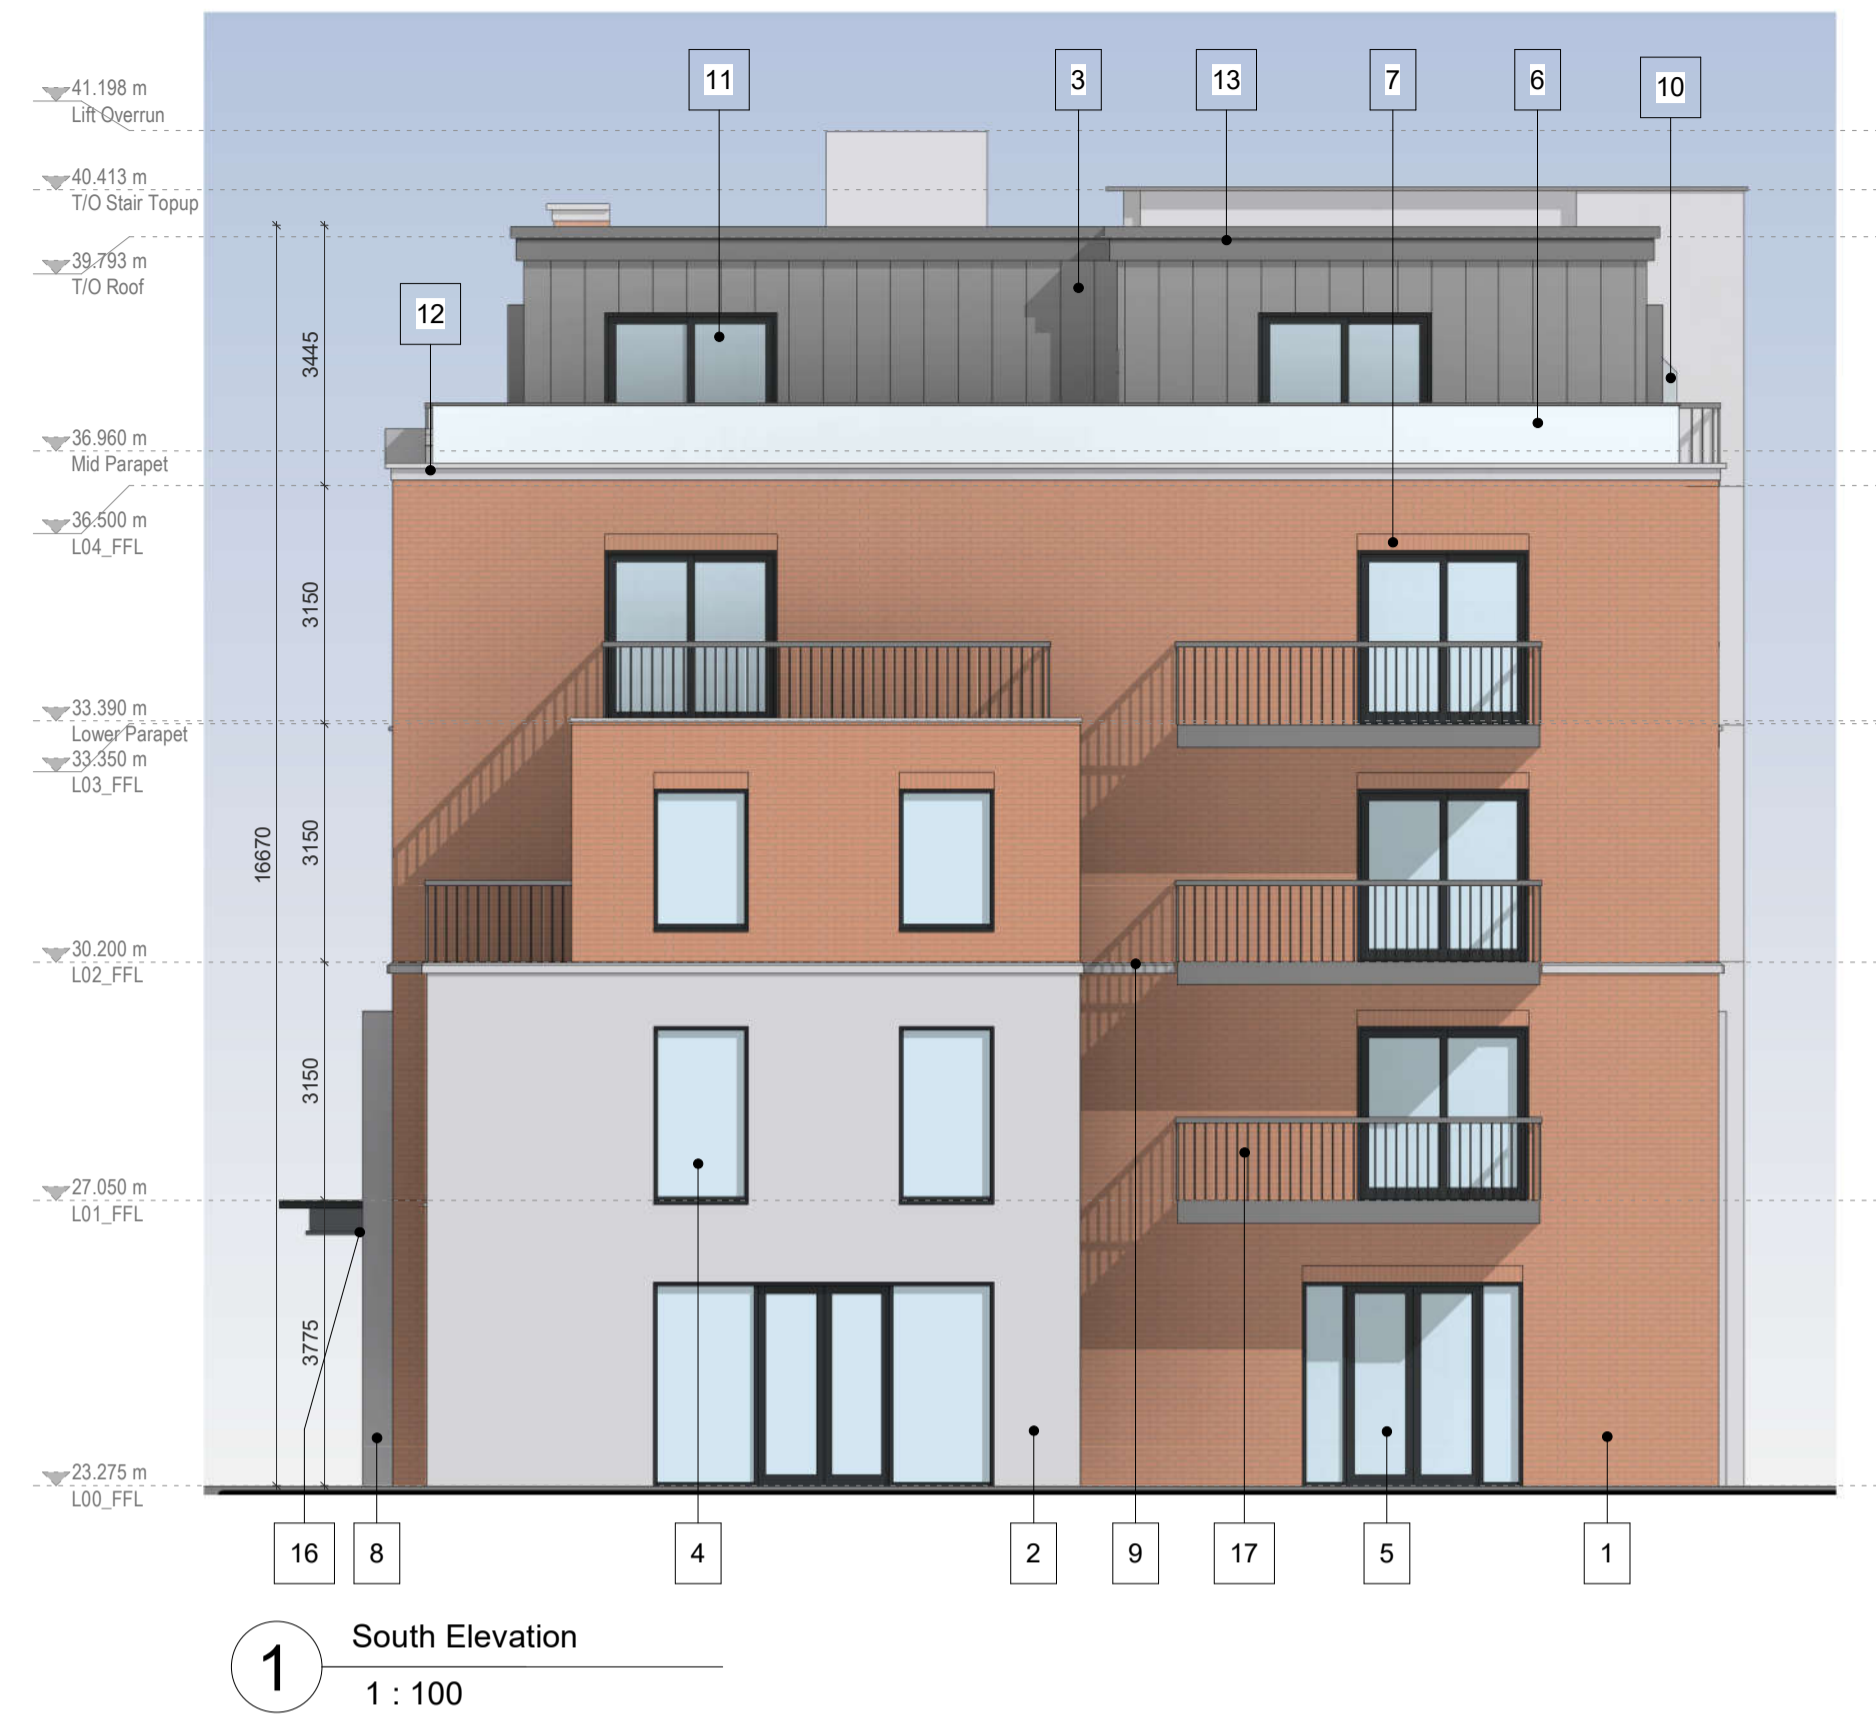 11
3
13
7
6
10
41.198 m
Lift Overrun
40.413 m
T/O Stair Topup
39.793 m
T/O Roof
12
3445
36.960 m
Mid Parapet
36.500 m
L04_FFL
3150
33.390 m
Lower Parapet
33.350 m
L03_FFL
16670
3150
30.200 m
L02_FFL
3150
27.050 m
L01_FFL
3775
23.275 m
L00_FFL
16
8
4
2
9
17
5
1
1
South Elevation
1 : 100